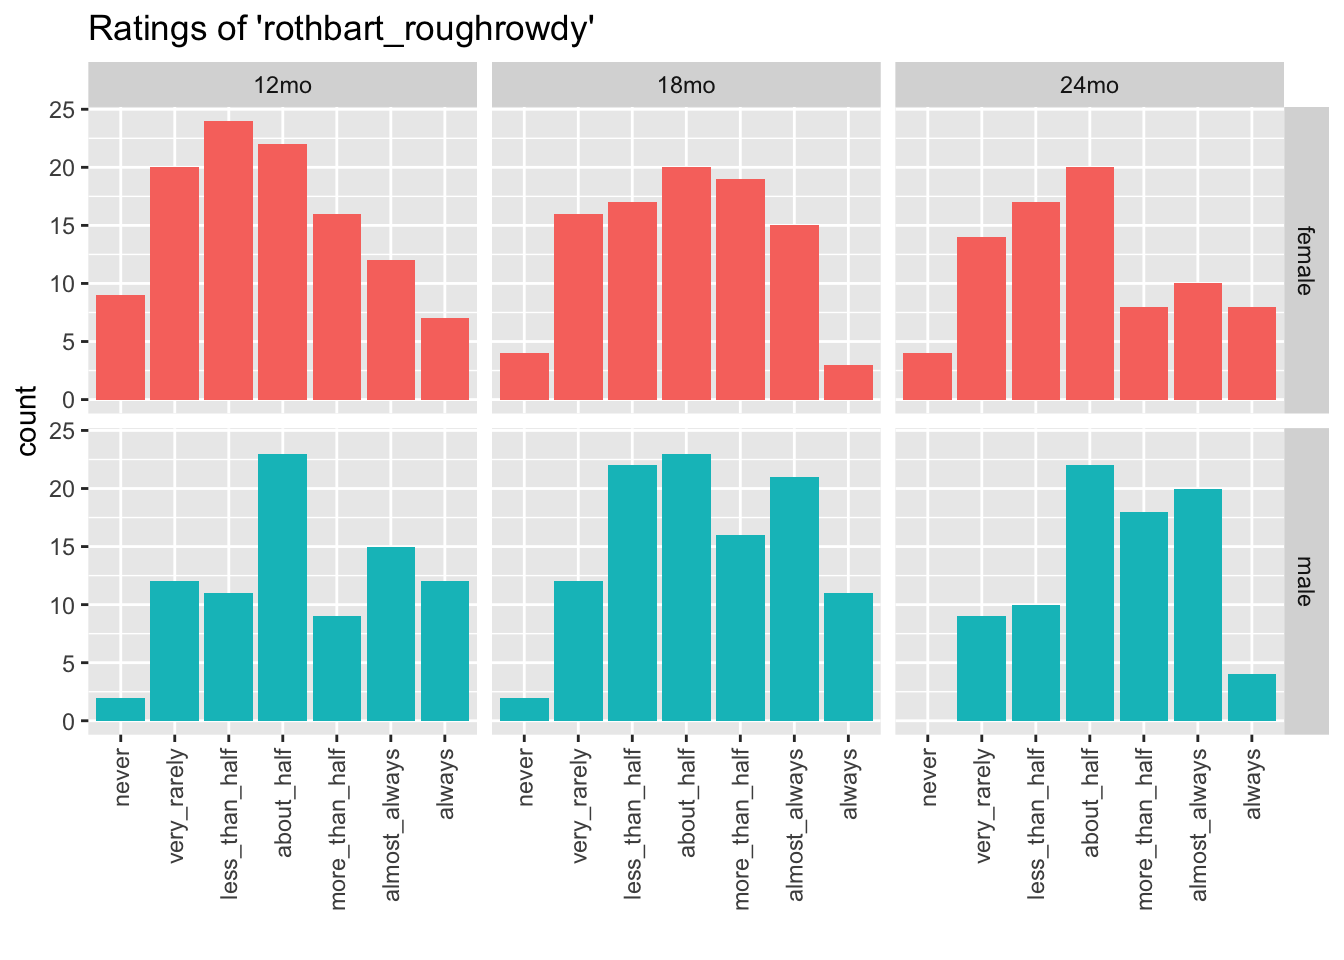 Ratings of 'rothbart_roughrowdy'
12mo
18mo
24mo
count
25
20
15
10
5
0
female
25
20
15
10
5
0
male
never
very_rarely
less_than_half
about_half
more_than_half
almost_always
always
never
very_rarely
less_than_half
about_half
more_than_half
almost_always
always
never
very_rarely
less_than_half
about_half
more_than_half
almost_always
always